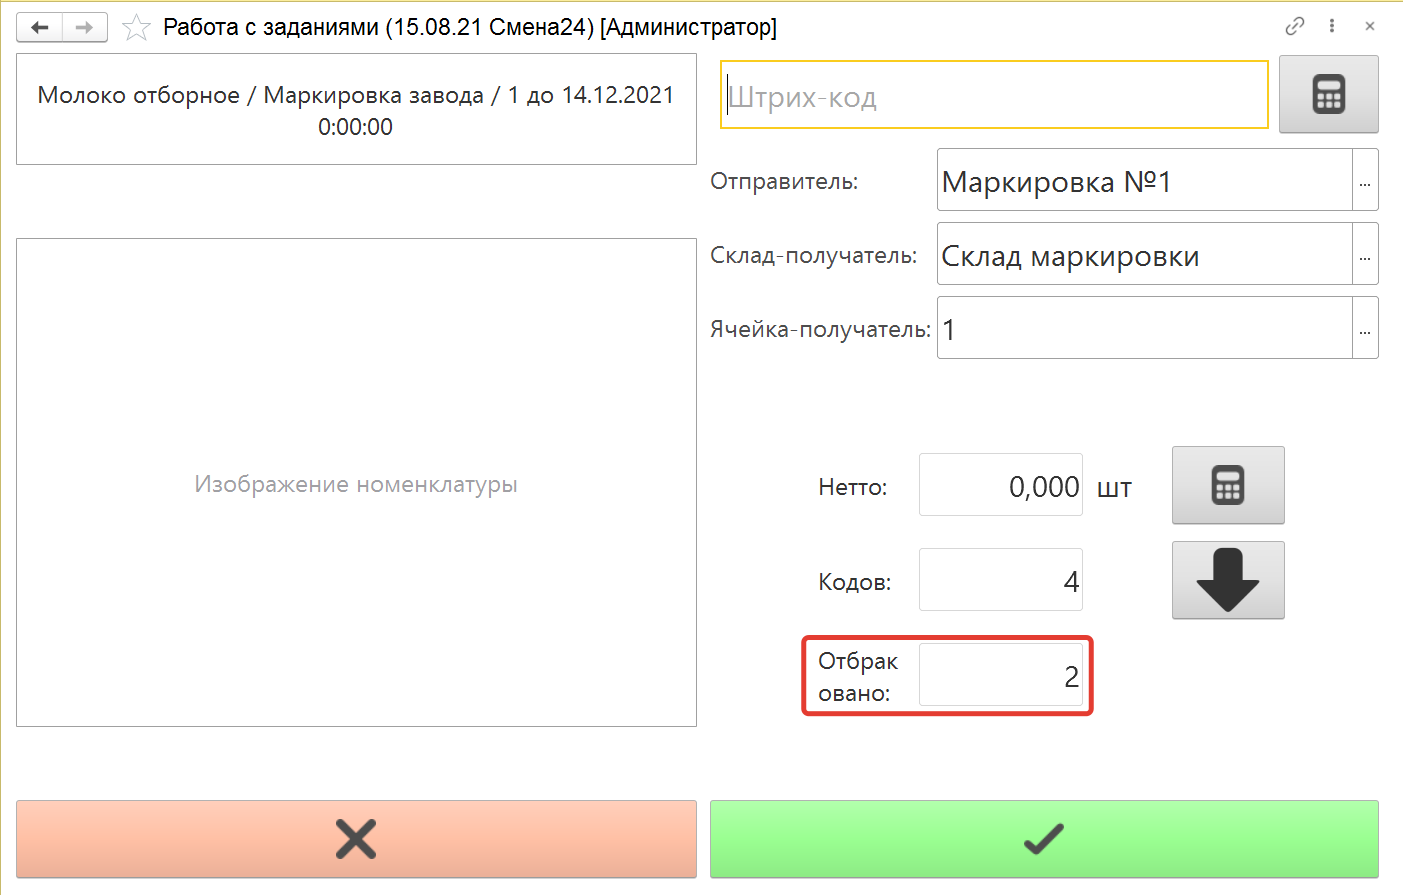 Работа с заданиями (15.08.21 Смена24) [Администратор]
Молоко отборное / Маркировка завода / 1 до 14.12.2021
0:00:00
Штрих-код
Отправитель:
Маркировка №1
...
Склад-получатель:
Склад маркировки
...
Ячейка-получатель:
1
...
Изображение номенклатуры
Нетто:
0,000
шт
Кодов:
4
Отбрак
овано:
2